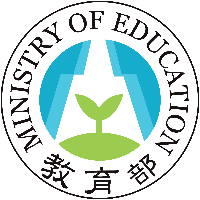 MINISTRY OF EDUCATION
教育部